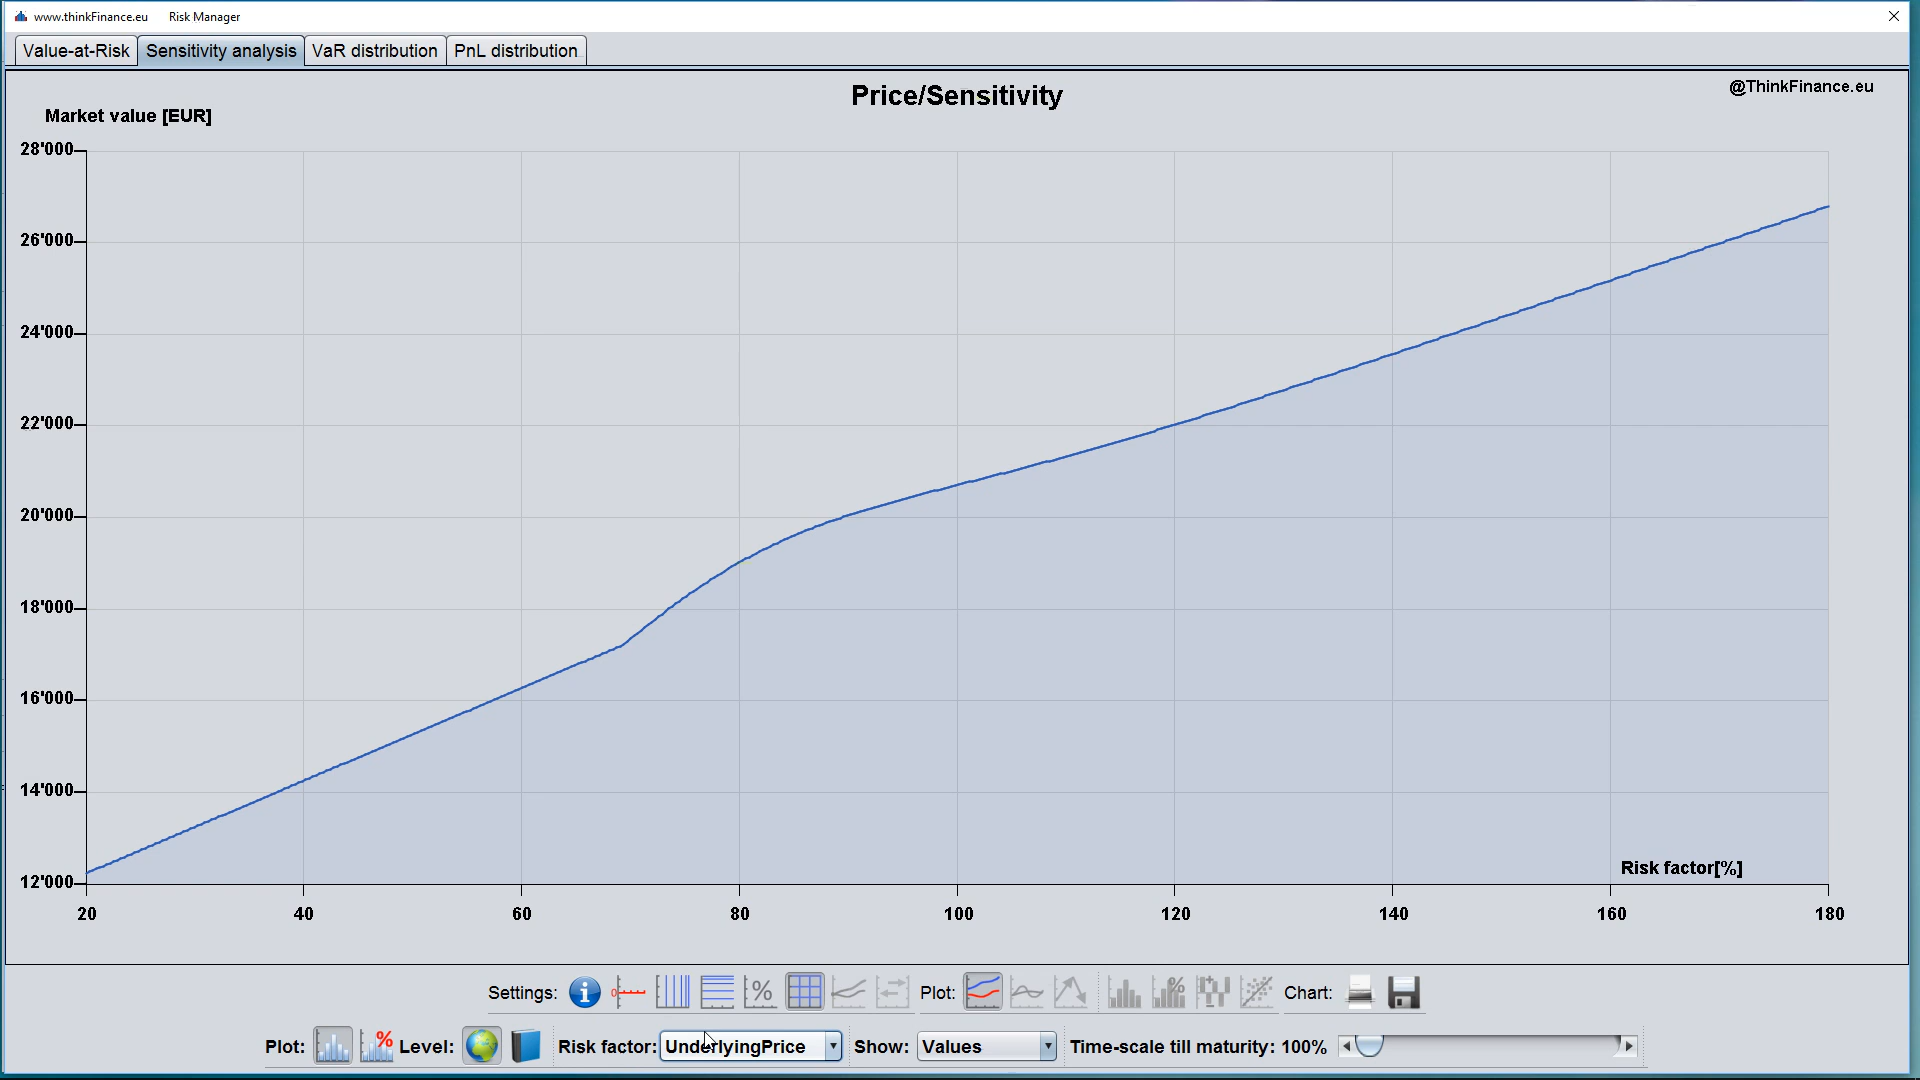 www.thinkFinance.eu Risk Manager
Value-at-Risk Sensitivity analysis VaR distribution PnL distribution
Price/Sensitivity
@ThinkFinance.eu
Market value [EUR]
28'000
26'000
24'000
22'000
20'000
18'000
16'000
14'000
12'000
Risk factor[%]
20 40 60 80 100 120 140 160 180
Settings: i 0 % Plot: % Chart:
Plot: % Level: Risk factor: UnderlyingPrice Show: Values Time-scale till maturity: 100%